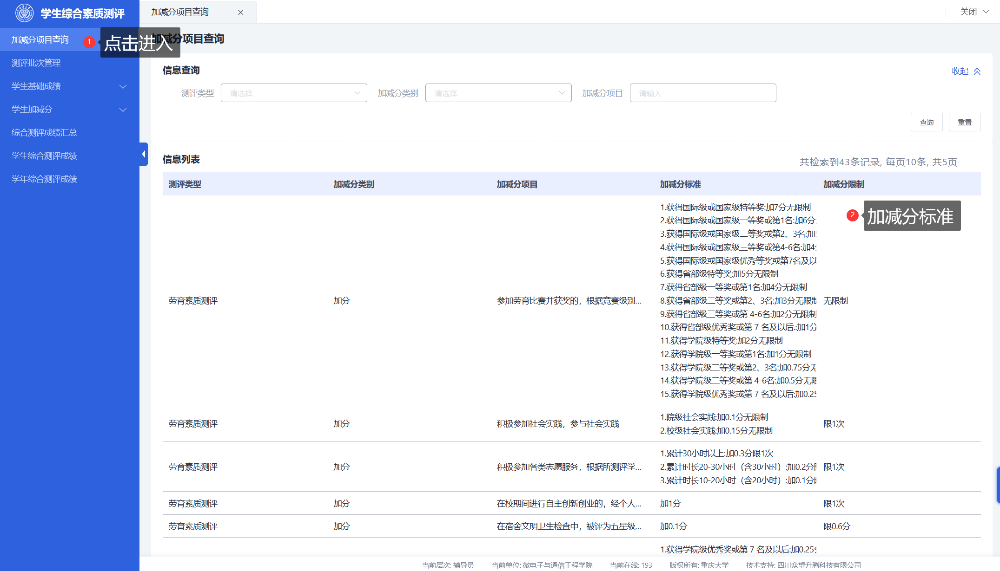 学生综合素质测评
加减分项目查询
关闭
加减分项目查询
1
点击进入
加减分项目查询
测评批次管理
学生基础成绩
学生加减分
综合测评成绩汇总
学生综合测评成绩
学年综合测评成绩
信息查询
收起
测评类型 请选择 加减分类别 请选择 加减分项目 请输入
查询 重置
信息列表
共检索到43条记录, 每页10条, 共5页
测评类型 加减分类别 加减分项目 加减分标准 加减分限制
2
加减分标准
1.获得国际级或国家级特等奖:加7分无限制
2.获得国际级或国家级一等奖或第1名:加6分
3.获得国际级或国家级二等奖或第2、3名:加
4.获得国际级或国家级三等奖或第4-6名:加4
5.获得国际级或国家级优秀等奖或第7名及以
6.获得省部级特等奖:加5分无限制
7.获得省部级一等奖或第1名:加4分无限制
劳育素质测评 加分 参加劳育比赛并获奖的，根据竞赛级别... 8.获得省部级二等奖或第2、3名:加3分无限制 无限制
9.获得省部级三等奖或第 4-6名:加2分无限制
10.获得省部级优秀奖或第 7 名及以后.:加1分
11.获得学院级特等奖:加2分无限制
12.获得学院级一等奖或第1名:加1分无限制
13.获得学院级二等奖或第2、3名:加0.75分无
14.获得学院级二等奖或第 4-6名:加0.5分无限
15.获得学院级优秀奖或第 7 名及以后:加0.25
劳育素质测评 加分 积极参加社会实践，参与社会实践 1.院级社会实践:加0.1分无限制 限1次
2.校级社会实践:加0.15分无限制
1.累计30小时以上:加0.3分限1次
劳育素质测评 加分 积极参加各类志愿服务，根据所测评学... 2.累计时长20-30小时（含30小时）:加0.2分 限1次
3.累计时长10-20小时（含20小时）:加0.1分
劳育素质测评 加分 在校期间进行自主创新创业的，经个人... 加1分 限1次
劳育素质测评 加分 在宿舍文明卫生检查中，被评为五星级... 加0.1分 限0.6分
1.获得学院级优秀奖或第 7 名及以后:加0.25
当前层次: 辅导员 当前单位: 微电子与通信工程学院 当前在线: 193 版权所有: 重庆大学 技术支持: 四川众望升腾科技有限公司